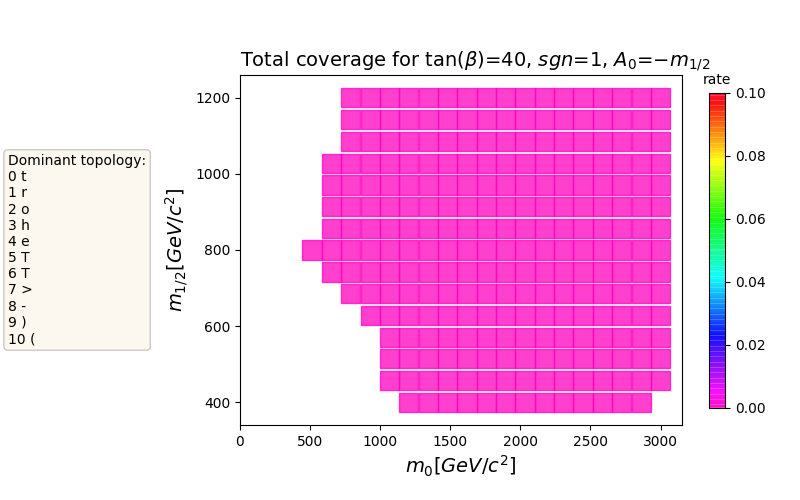 Total coverage for tan(β)=40, sgn=1, A₀=−m₁/₂
rate
Dominant topology:
0 t
1 r
2 o
3 h
4 e
5 T
6 T
7 >
8 -
9 )
10 (
m₁/₂[GeV/c²]
1200
1000
800
600
400
0 500 1000 1500 2000 2500 3000
m₀[GeV/c²]
0.10
0.08
0.06
0.04
0.02
0.00